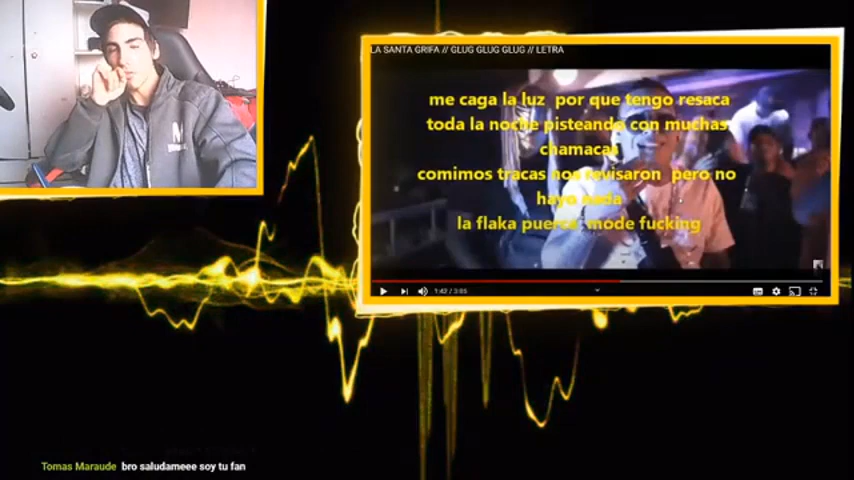 LA SANTA GRIFA // GLUG GLUG GLUG // LETRA
me caga la luz por que tengo resaca
toda la noche pisteando con muchas
chamacas
comimos tracas nos revisaron pero no
hayo nada
la flaka puerca mode fucking
1:42 / 3:05
Tomas Maraude bro saludameee soy tu fan